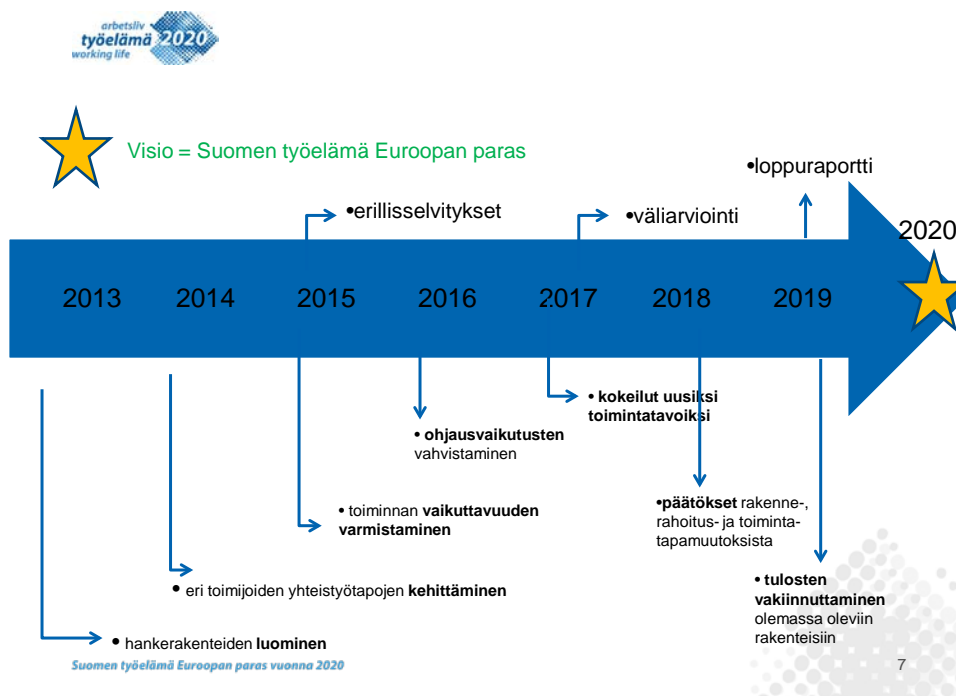 arbetsliv
työelämä 2020
working life
Visio = Suomen työelämä Euroopan paras
•loppuraportti
•erillisselvitykset
•väliarviointi
2020
2013 2014 2015 2016 2017 2018 2019
• kokeilut uusiksi
toimintatavoiksi
• ohjausvaikutusten
vahvistaminen
• toiminnan vaikuttavuuden
varmistaminen
•päätökset rakenne-,
rahoitus- ja toiminta-
tapamuutoksista
• eri toimijoiden yhteistyötapojen kehittäminen
• tulosten
vakiinnuttaminen
olemassa oleviin
rakenteisiin
• hankerakenteiden luominen
Suomen työelämä Euroopan paras vuonna 2020
7